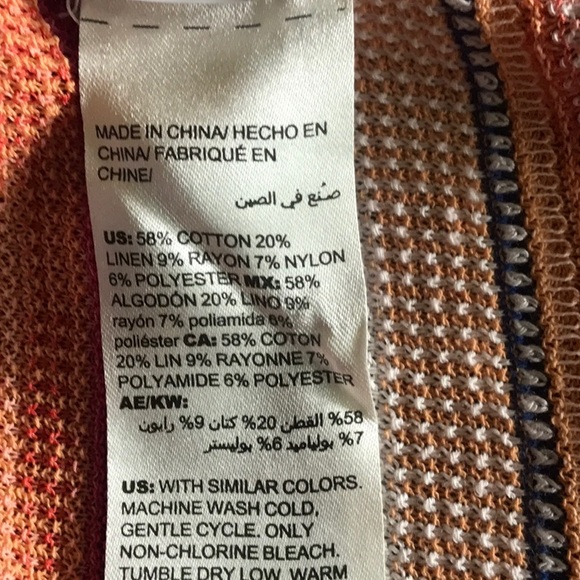 MADE IN CHINA/ HECHO EN
CHINA/ FABRIQUÉ EN
CHINE/
صُنع في الصين
US: 58% COTTON 20%
LINEN 9% RAYON 7% NYLON
6% POLYESTER MX: 58%
ALGODÓN 20% LINO 9%
rayón 7% poliamida 6%
poliéster CA: 58% COTON
20% LIN 9% RAYONNE 7%
POLYAMIDE 6% POLYESTER
AE/KW:
58% القطن 20% كتان 9% رايون
7% بولياميد 6% بوليستر
US: WITH SIMILAR COLORS.
MACHINE WASH COLD,
GENTLE CYCLE. ONLY
NON-CHLORINE BLEACH.
TUMBLE DRY LOW. WARM